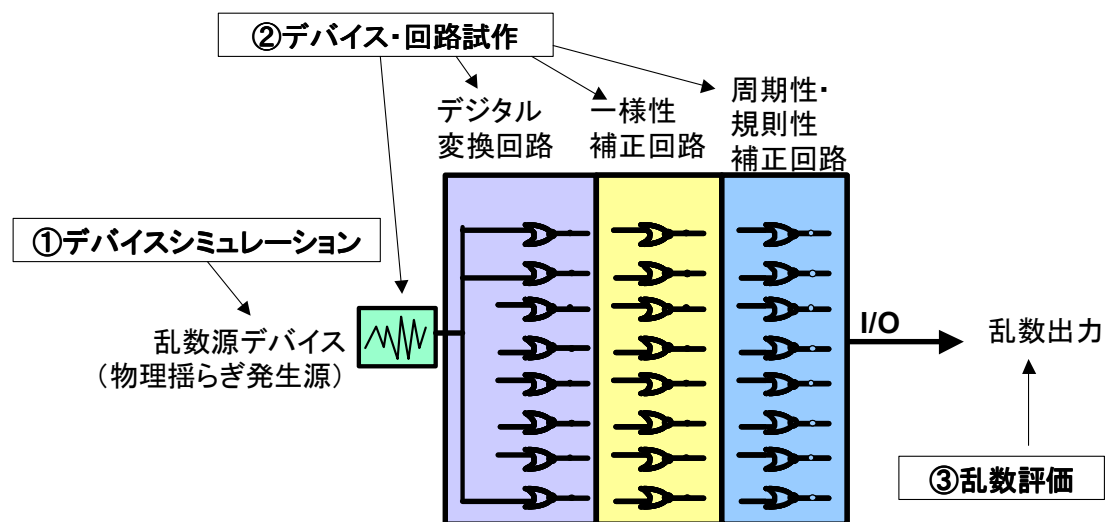 ②デバイス・回路試作
デジタル
変換回路
一様性
補正回路
周期性・
規則性
補正回路
①デバイスシミュレーション
乱数源デバイス
（物理揺らぎ発生源）
I/O
乱数出力
③乱数評価